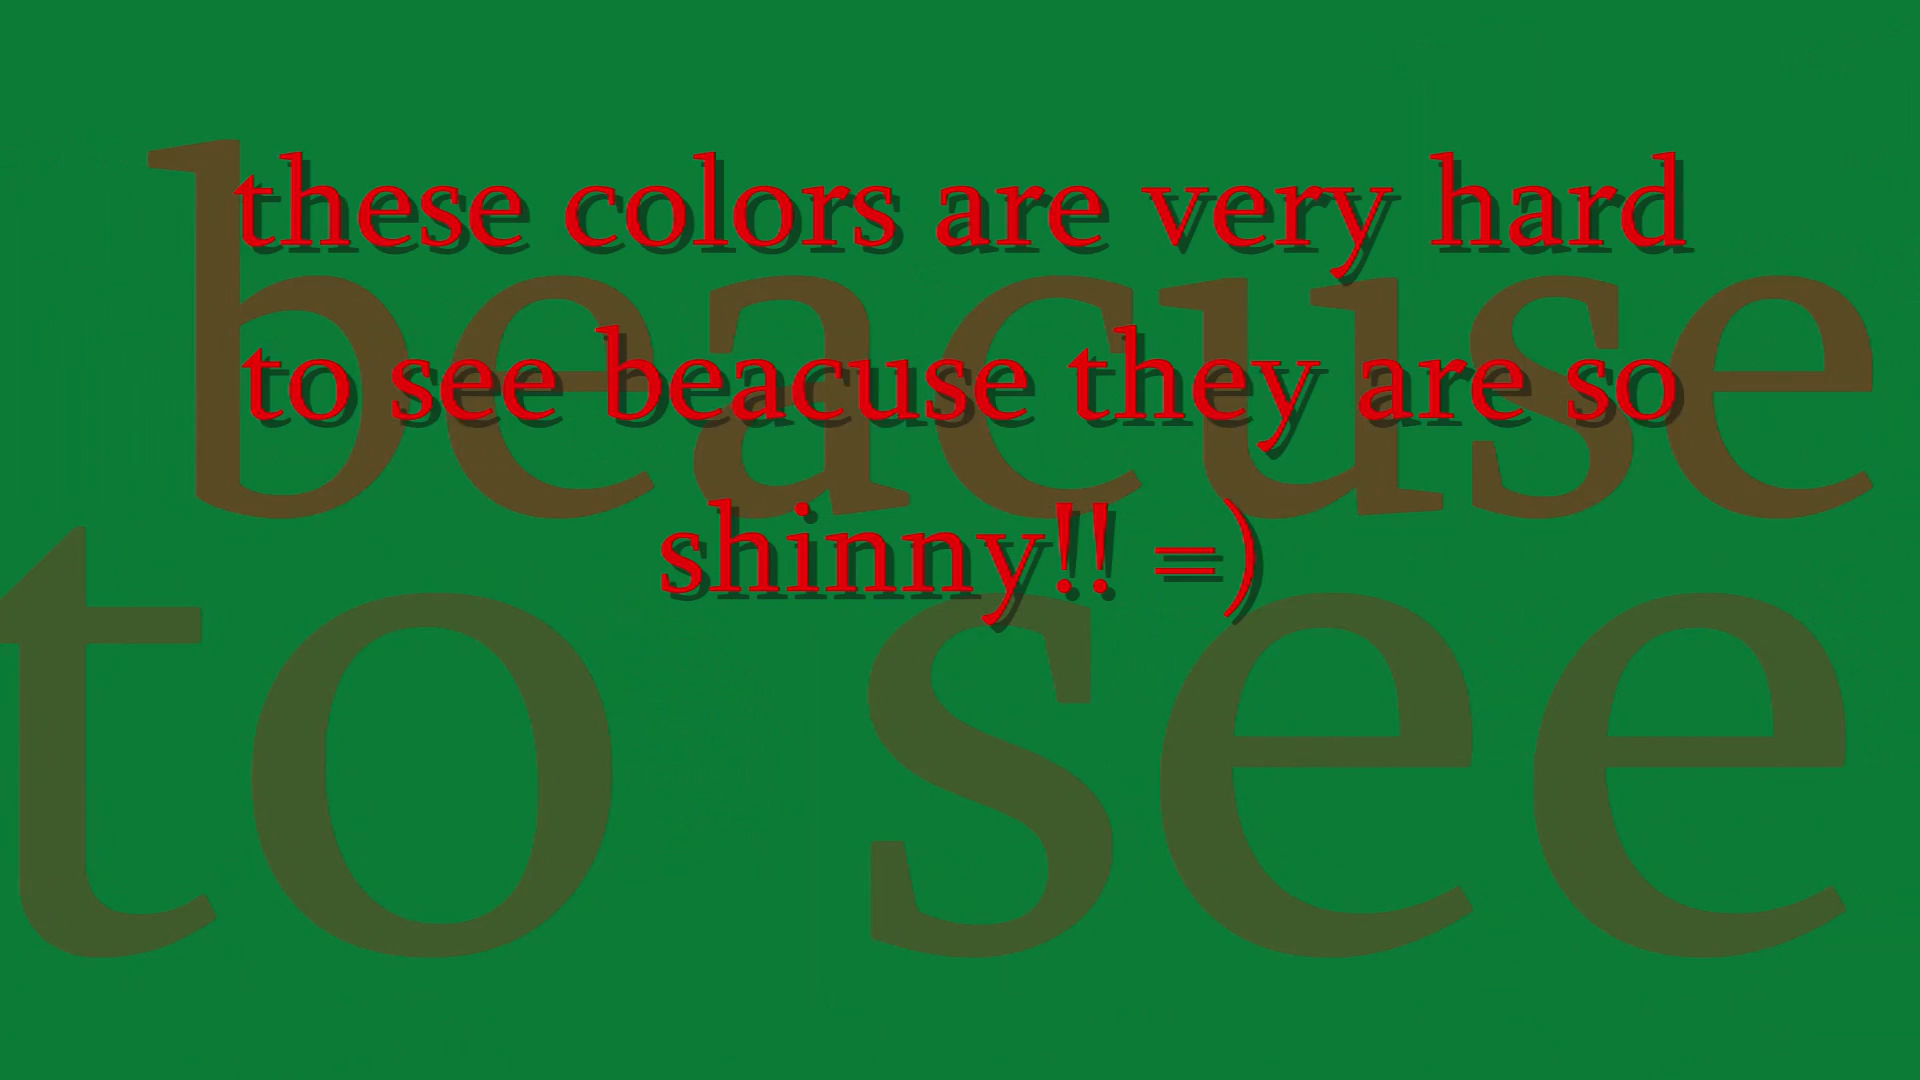 these colors are very hard
to see beacuse they are so
shinny!! =)
beacuse
to see